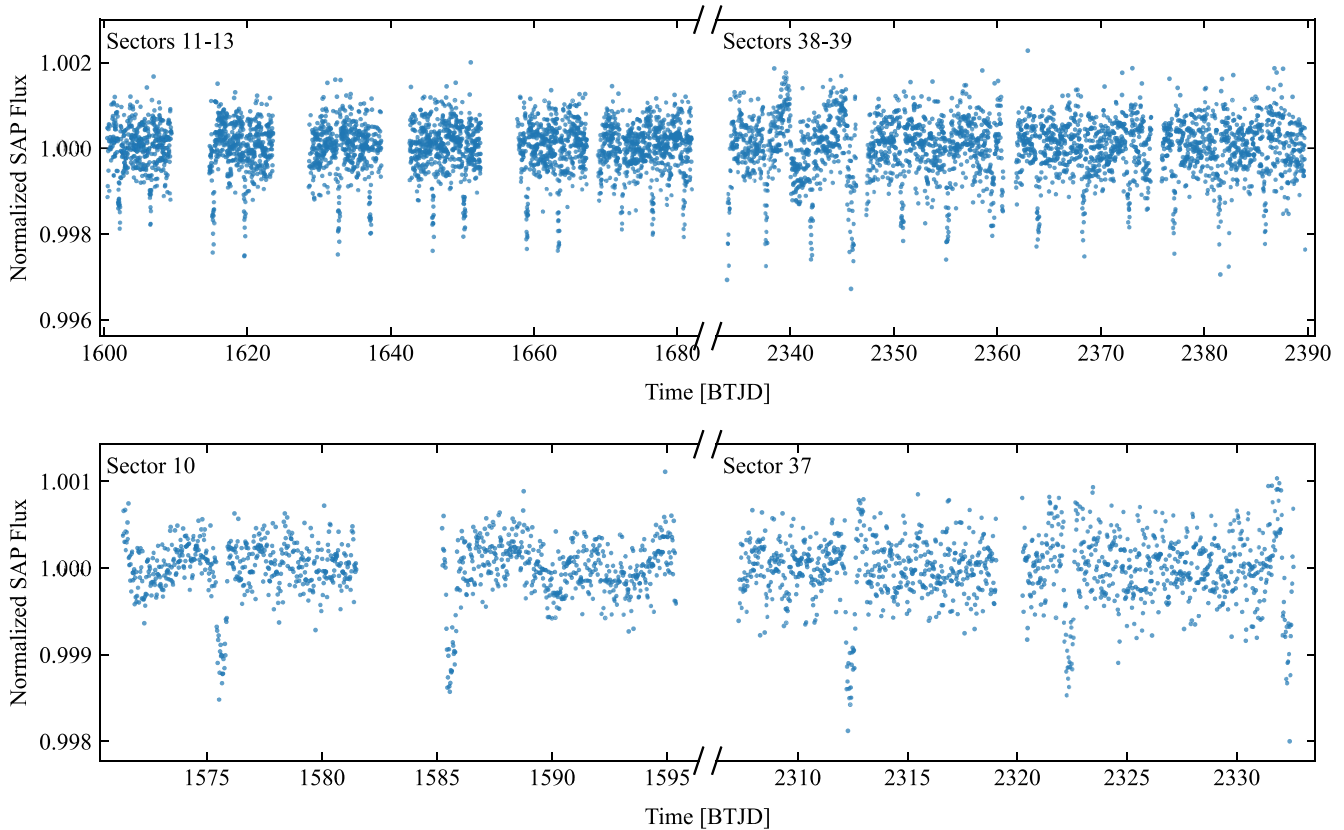 Sectors 11-13
Sectors 38-39
1.002
1.000
0.998
0.996
Normalized SAP Flux
1600 1620 1640 1660 1680 2340 2350 2360 2370 2380 2390
Time [BTJD]
Sector 10
Sector 37
1.001
1.000
0.999
0.998
Normalized SAP Flux
1575 1580 1585 1590 1595 2310 2315 2320 2325 2330
Time [BTJD]